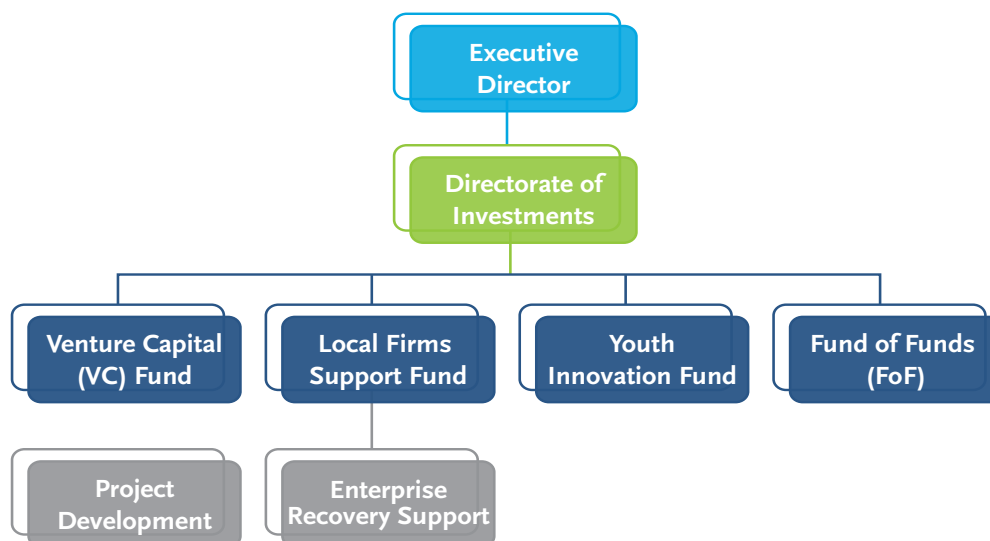 Executive
Director
Directorate of
Investments
Venture Capital
(VC) Fund
Local Firms
Support Fund
Youth
Innovation Fund
Fund of Funds
(FoF)
Project
Development
Enterprise
Recovery Support